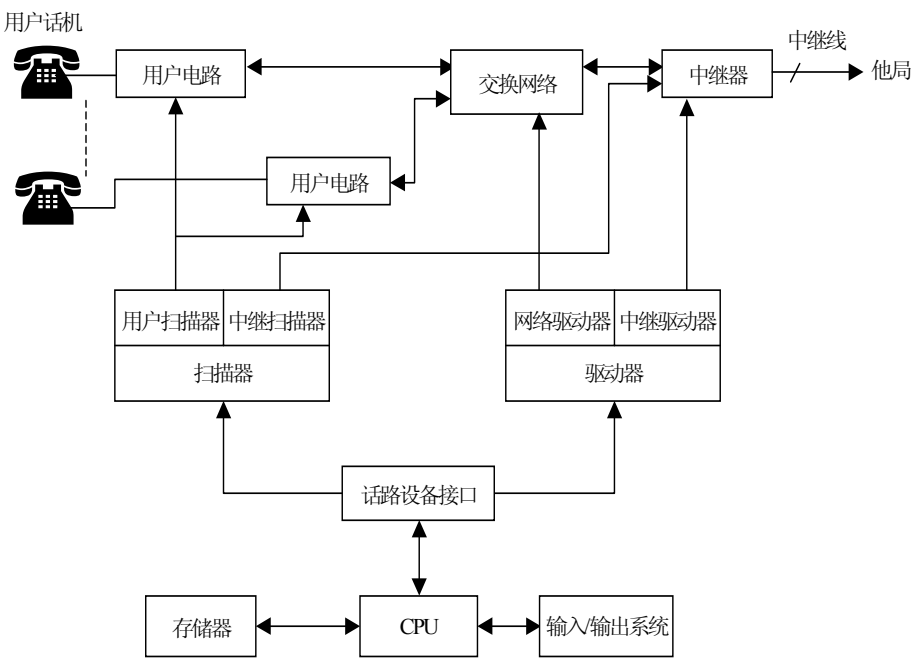 用户话机
中继线
用户电路
交换网络
中继器
他局
用户电路
用户扫描器
中继扫描器
网络驱动器
中继驱动器
扫描器
驱动器
话路设备接口
存储器
CPU
输入/输出系统